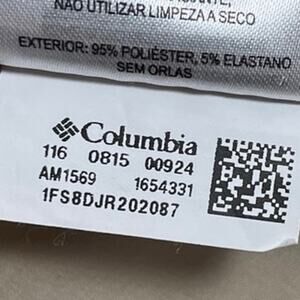 NÃO UTILIZAR LIMPEZA A SECO
EXTERIOR: 95% POLIÉSTER, 5% ELASTANO
SEM ORLAS
Columbia
116 0815 00924
AM1569 1654331
1FS8DJR202087